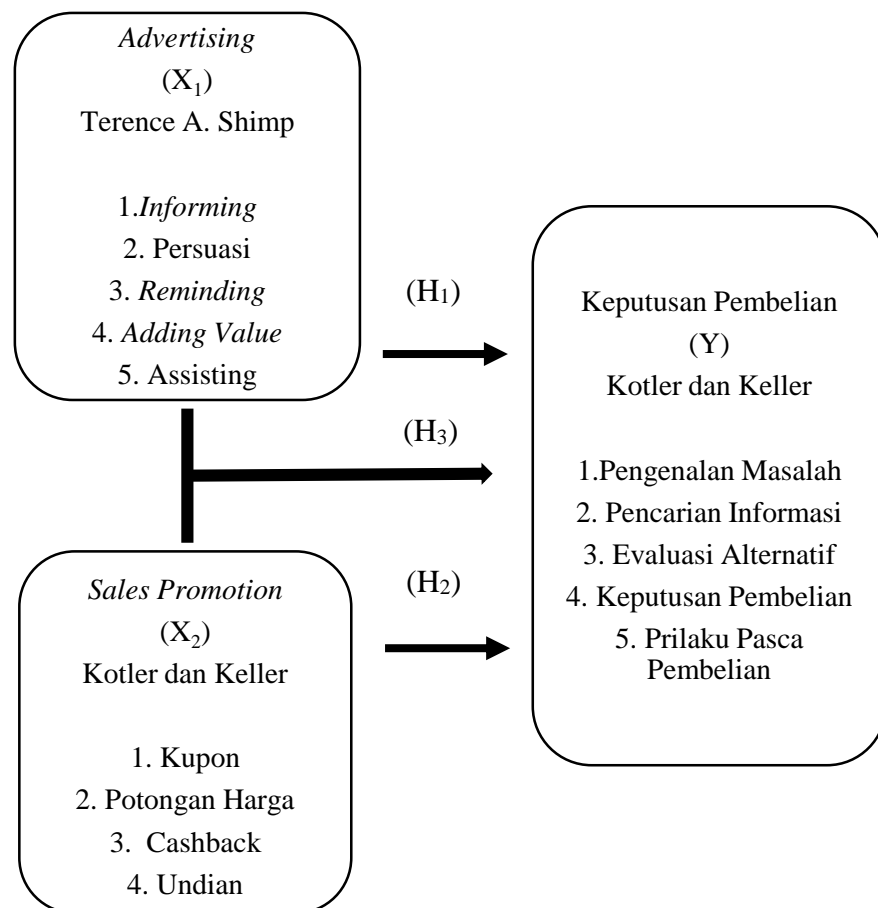 Advertising
(X₁)
Terence A. Shimp
1.Informing
2. Persuasi
3. Reminding
4. Adding Value
5. Assisting
(H₁)
(H₃)
Sales Promotion
(X₂)
Kotler dan Keller
1. Kupon
2. Potongan Harga
3. Cashback
4. Undian
(H₂)
Keputusan Pembelian
(Y)
Kotler dan Keller
1.Pengenalan Masalah
2. Pencarian Informasi
3. Evaluasi Alternatif
4. Keputusan Pembelian
5. Prilaku Pasca
Pembelian